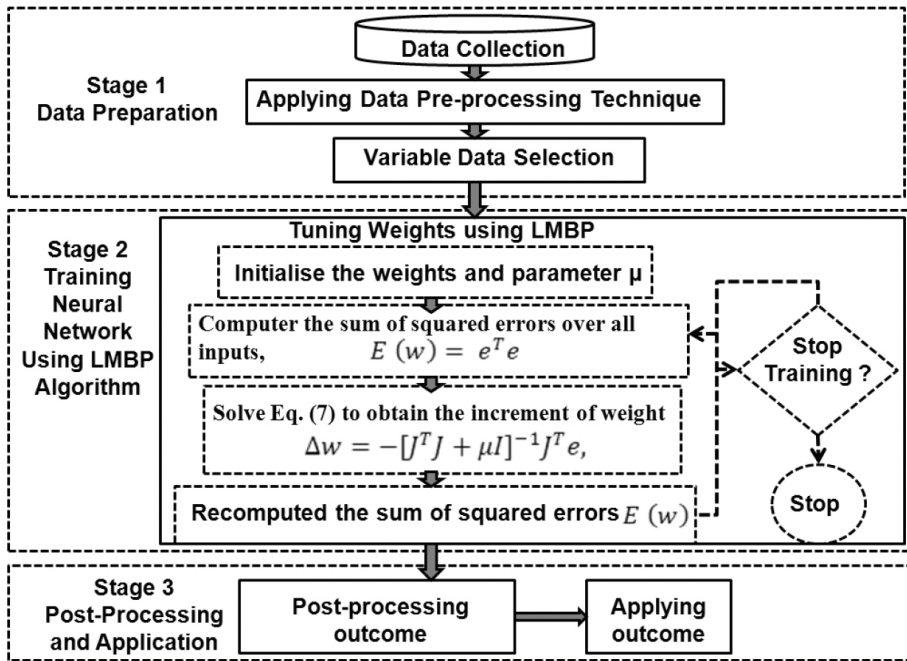 Data Collection
Stage 1
Data Preparation
Applying Data Pre-processing Technique
Variable Data Selection
Stage 2
Training
Neural
Network
Using LMBP
Algorithm
Tuning Weights using LMBP
Initialise the weights and parameter μ
Computer the sum of squared errors over all
inputs, E (w) = e^T e
Solve Eq. (7) to obtain the increment of weight
Δw = −[J^T J + μI]^{−1} J^T e,
Recomputed the sum of squared errors E (w)
Stop
Training ?
Stop
Stage 3
Post-Processing
and Application
Post-processing
outcome
Applying
outcome